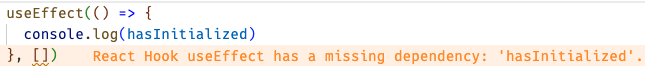 useEffect(() => {
  console.log(hasInitialized)
}, []) React Hook useEffect has a missing dependency: 'hasInitialized'.